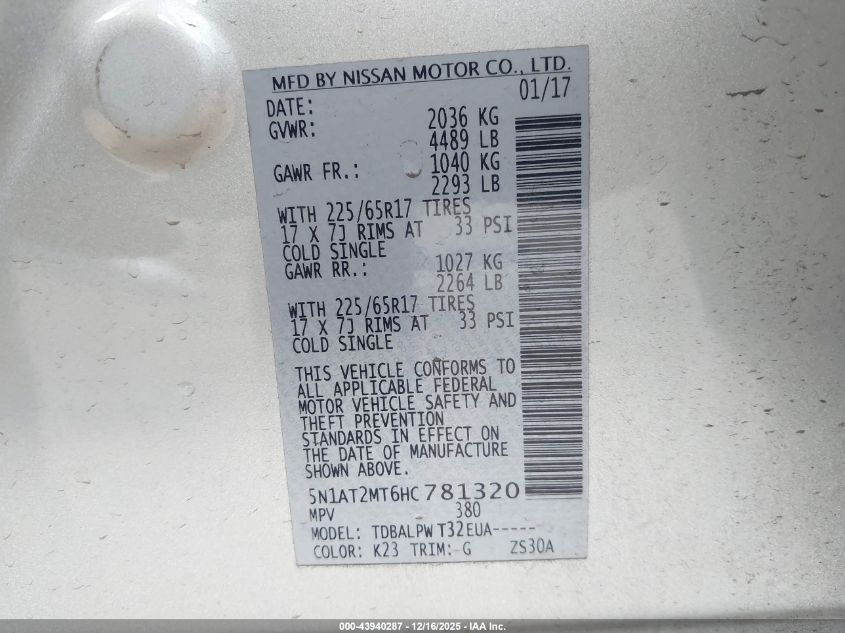 MFD BY NISSAN MOTOR CO., LTD.
DATE: 01/17
GVWR: 2036 KG
4489 LB
GAWR FR.: 1040 KG
2293 LB
WITH 225/65R17 TIRES
17 X 7J RIMS AT 33 PSI
COLD SINGLE
GAWR RR.: 1027 KG
2264 LB
WITH 225/65R17 TIRES
17 X 7J RIMS AT 33 PSI
COLD SINGLE
THIS VEHICLE CONFORMS TO
ALL APPLICABLE FEDERAL
MOTOR VEHICLE SAFETY AND
THEFT PREVENTION
STANDARDS IN EFFECT ON
THE DATE OF MANUFACTURE
SHOWN ABOVE.
5N1AT2MT6HC781320
MPV 380
MODEL: TDBALPW T32EUA-----
COLOR: K23 TRIM: G ZS30A
000-43940287 - 12/16/2025 - IAA Inc.